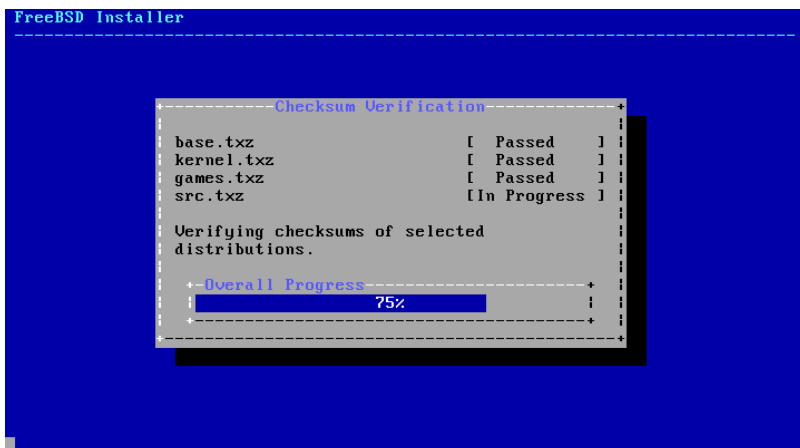 FreeBSD Installer
Checksum Verification
base.txz [ Passed ]
kernel.txz [ Passed ]
games.txz [ Passed ]
src.txz [In Progress ]
Verifying checksums of selected
distributions.
Overall Progress
75%